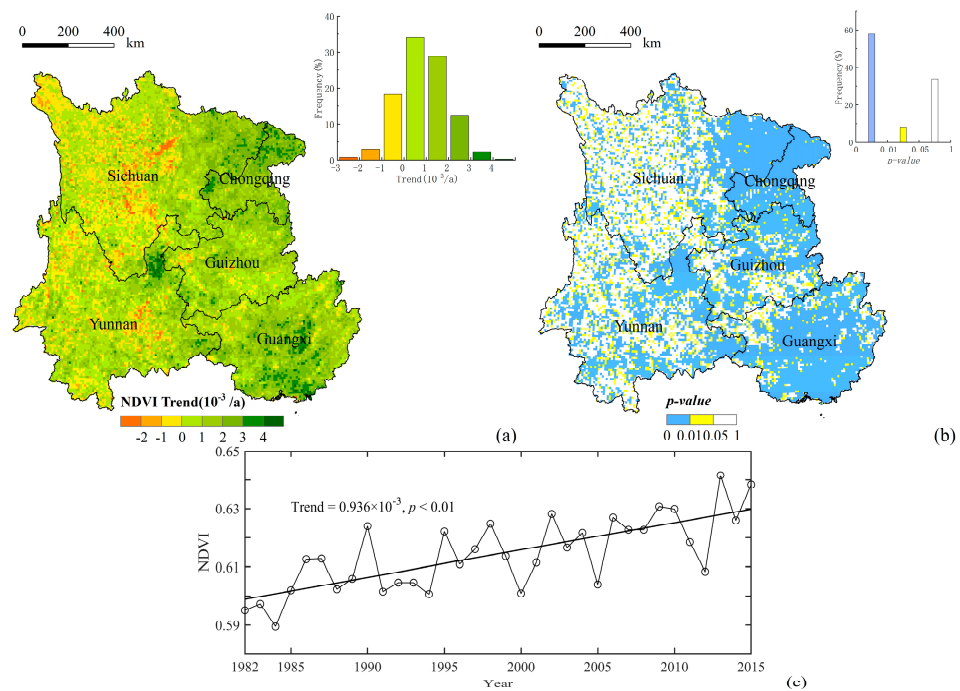 (a)
0 200 400
km
Frequency(%)
40
30
20
10
0
-3 -2 -1 0 1 2 3 4
Trend(10⁻³/a)
Sichuan
Chongqing
Guizhou
Yunnan
Guangxi
NDVI Trend(10⁻³ /a)
-2 -1 0 1 2 3 4
(a)
0 200 400
km
Frequency(%)
60
40
20
0
0 0.01 0.05 1
p-value
Sichuan
Chongqing
Guizhou
Yunnan
Guangxi
p-value
0 0.01 0.05 1
(b)
0.65
0.63
0.61
0.59
NDVI
Trend = 0.936×10⁻³, p < 0.01
1982 1985 1990 1995 2000 2005 2010 2015
Year
(c)